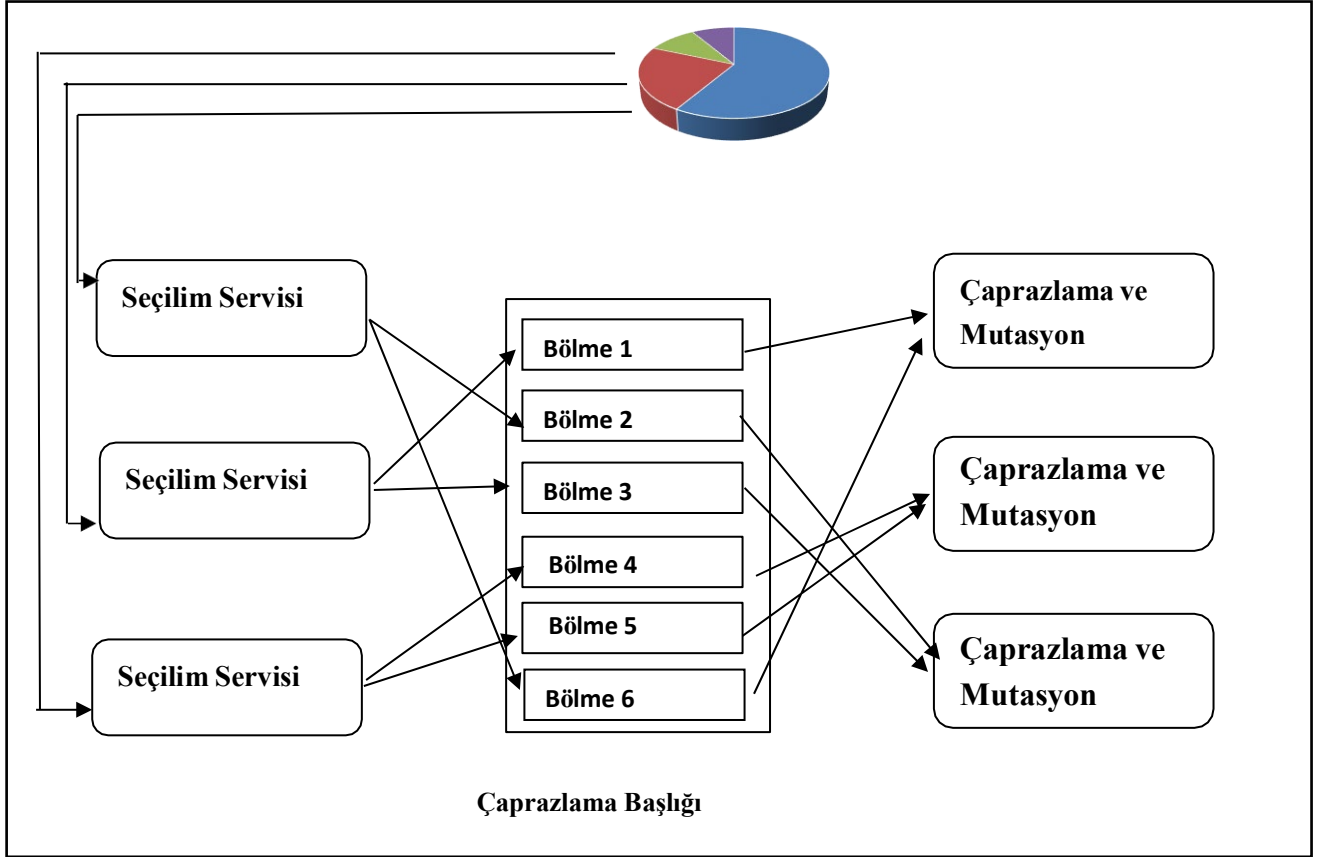 Seçilim Servisi
Seçilim Servisi
Seçilim Servisi
Bölme 1
Bölme 2
Bölme 3
Bölme 4
Bölme 5
Bölme 6
Çaprazlama ve
Mutasyon
Çaprazlama ve
Mutasyon
Çaprazlama ve
Mutasyon
Çaprazlama Başlığı